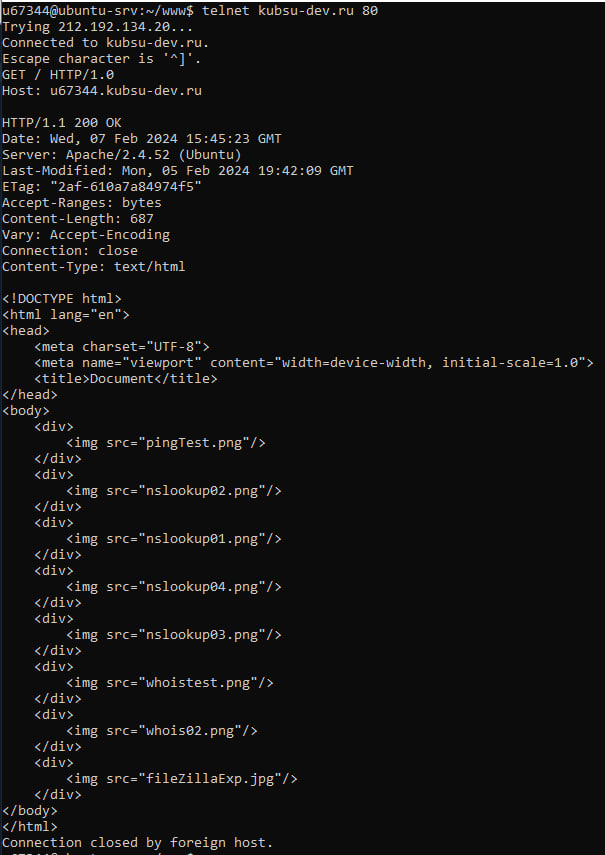 u67344@ubuntu-srv:~/www$ telnet kubsu-dev.ru 80
Trying 212.192.134.20...
Connected to kubsu-dev.ru.
Escape character is '^]'.
GET / HTTP/1.0
Host: u67344.kubsu-dev.ru

HTTP/1.1 200 OK
Date: Wed, 07 Feb 2024 15:45:23 GMT
Server: Apache/2.4.52 (Ubuntu)
Last-Modified: Mon, 05 Feb 2024 19:42:09 GMT
ETag: "2af-610a7a84974f5"
Accept-Ranges: bytes
Content-Length: 687
Vary: Accept-Encoding
Connection: close
Content-Type: text/html

<!DOCTYPE html>
<html lang="en">
<head>
    <meta charset="UTF-8">
    <meta name="viewport" content="width=device-width, initial-scale=1.0">
    <title>Document</title>
</head>
<body>
    <div>
        <img src="pingTest.png"/>
    </div>
    <div>
        <img src="nslookup02.png"/>
    </div>
    <div>
        <img src="nslookup01.png"/>
    </div>
    <div>
        <img src="nslookup04.png"/>
    </div>
    <div>
        <img src="nslookup03.png"/>
    </div>
    <div>
        <img src="whoistest.png"/>
    </div>
    <div>
        <img src="whois02.png"/>
    </div>
    <div>
        <img src="fileZillaExp.jpg"/>
    </div>
</body>
</html>
Connection closed by foreign host.